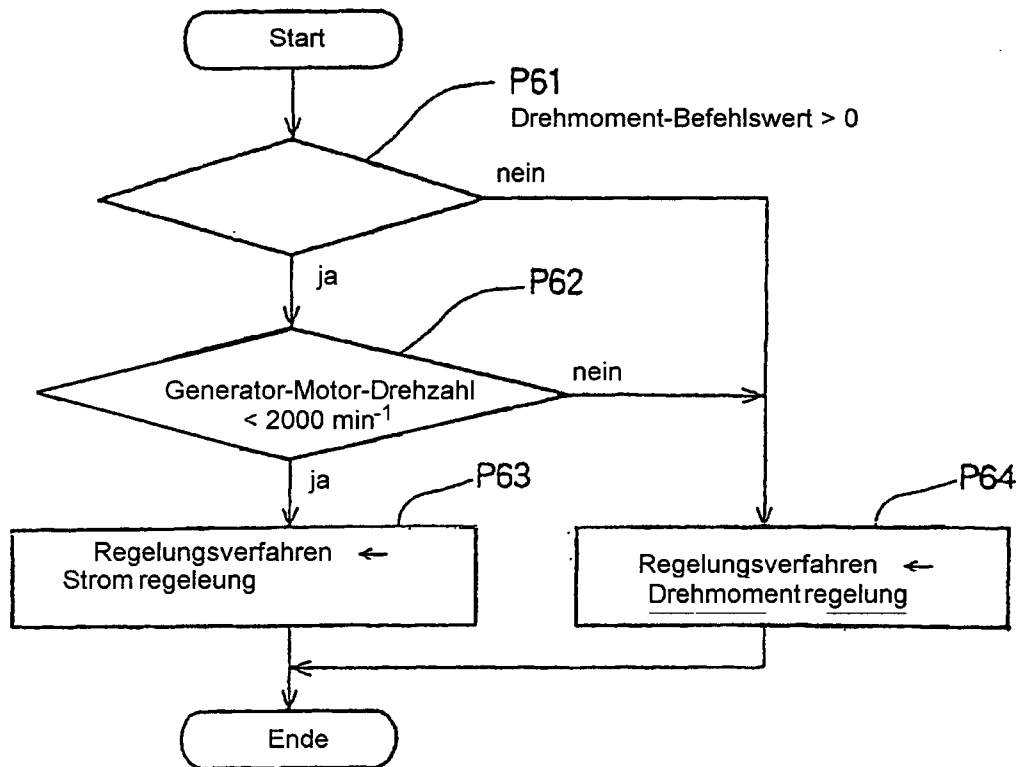 Start
P61
Drehmoment-Befehlswert > 0
nein
ja
P62
Generator-Motor-Drehzahl
< 2000 min⁻¹
nein
ja
P63
Regelungsverfahren ←
Strom regeleung
P64
Regelungsverfahren ←
Drehmomentregelung
Ende